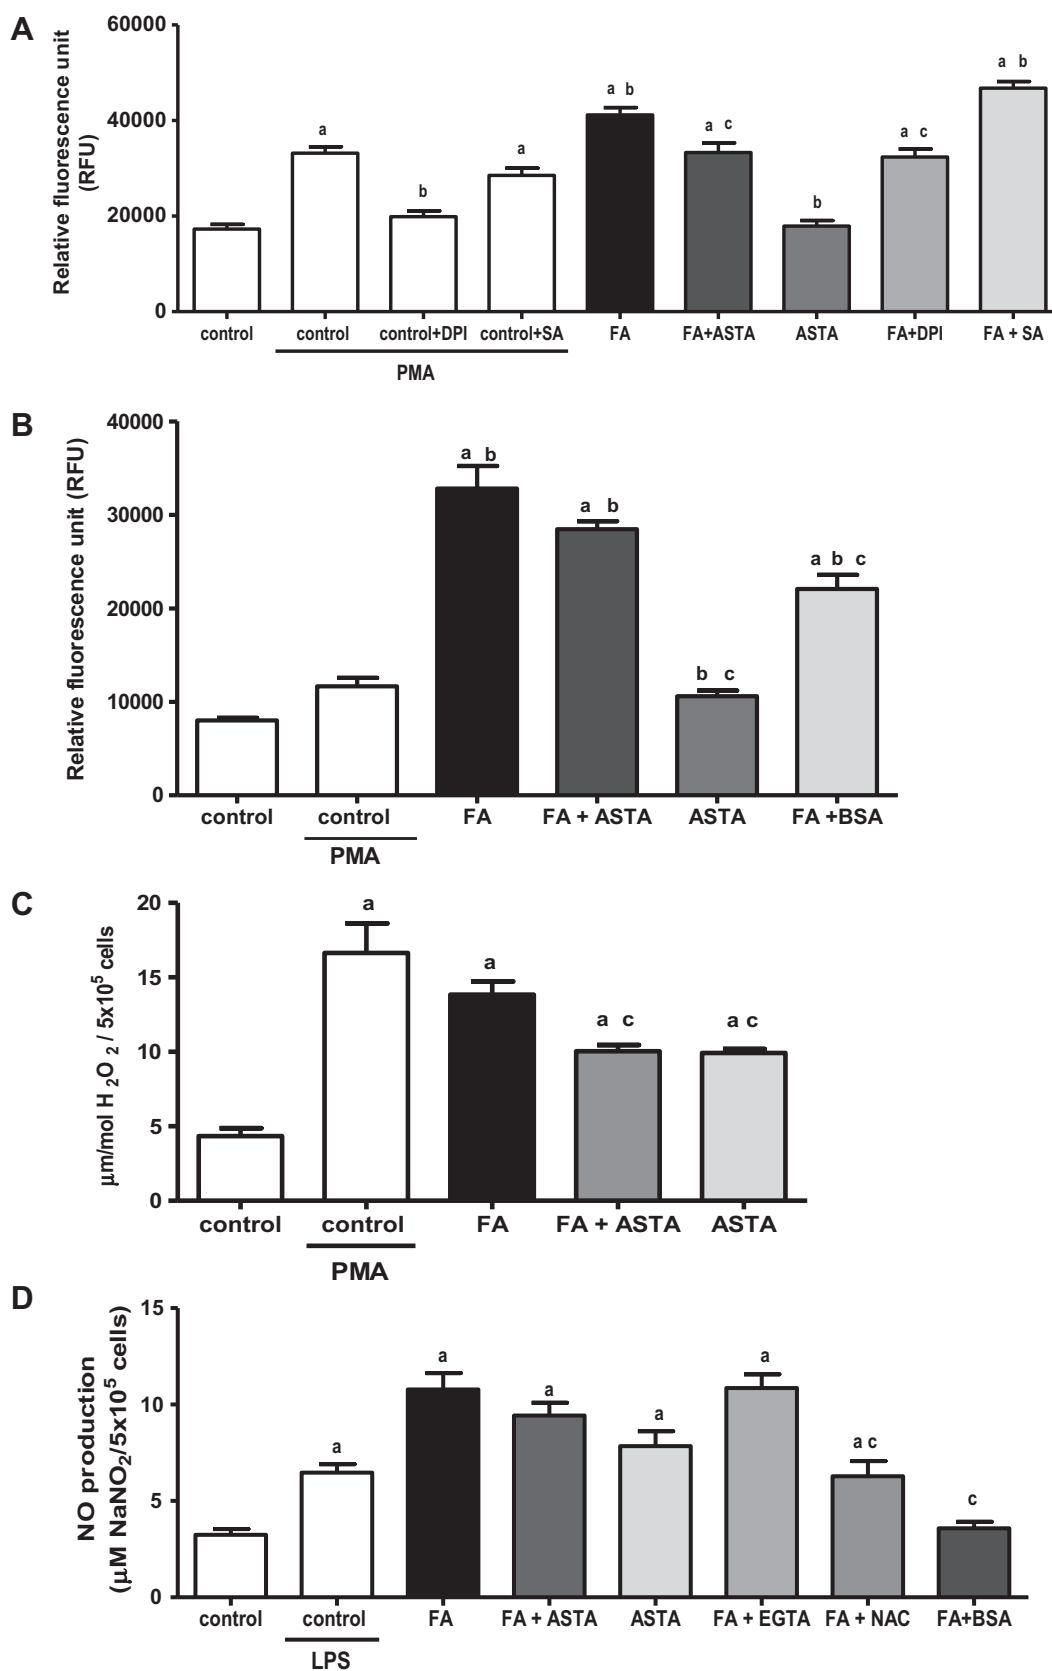 A
Relative fluorescence unit
(RFU)
60000
40000
20000
0
a
b
a
a b
a c
b
a c
a b
control
control
control+DPI
control+SA
FA
FA+ASTA
ASTA
FA+DPI
FA + SA
PMA
B
Relative fluorescence unit (RFU)
40000
30000
20000
10000
0
a b
a b
b c
a b c
control
control
FA
FA + ASTA
ASTA
FA +BSA
PMA
C
μm/mol H2O2 / 5x10⁵ cells
20
15
10
5
0
a
a
a c
a c
control
control
FA
FA + ASTA
ASTA
PMA
D
NO production
(μM NaNO2/5x10⁵ cells)
15
10
5
0
a
a
a
a
a
a c
c
control
control
FA
FA + ASTA
ASTA
FA + EGTA
FA + NAC
FA+BSA
LPS